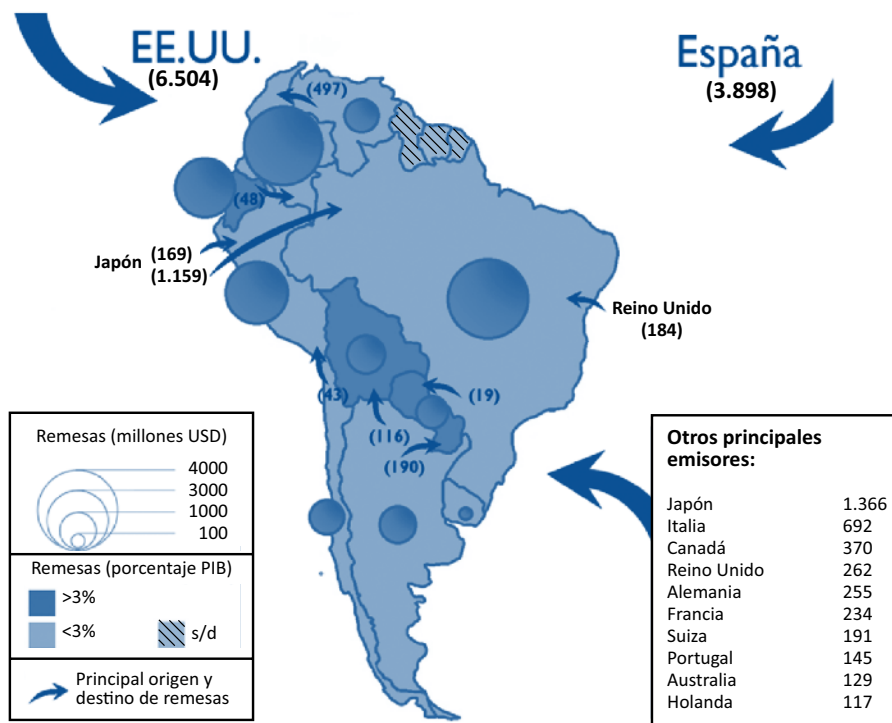 EE.UU.
(6.504)
España
(3.898)
(497)
(48)
Japón (169)
(1.159)
Reino Unido
(184)
(43)
(19)
(116)
(190)
Remesas (millones USD)
4000
3000
1000
100
Remesas (porcentaje PIB)
>3%
<3% s/d
Principal origen y
destino de remesas
Otros principales
emisores:
Japón 1.366
Italia 692
Canadá 370
Reino Unido 262
Alemania 255
Francia 234
Suiza 191
Portugal 145
Australia 129
Holanda 117